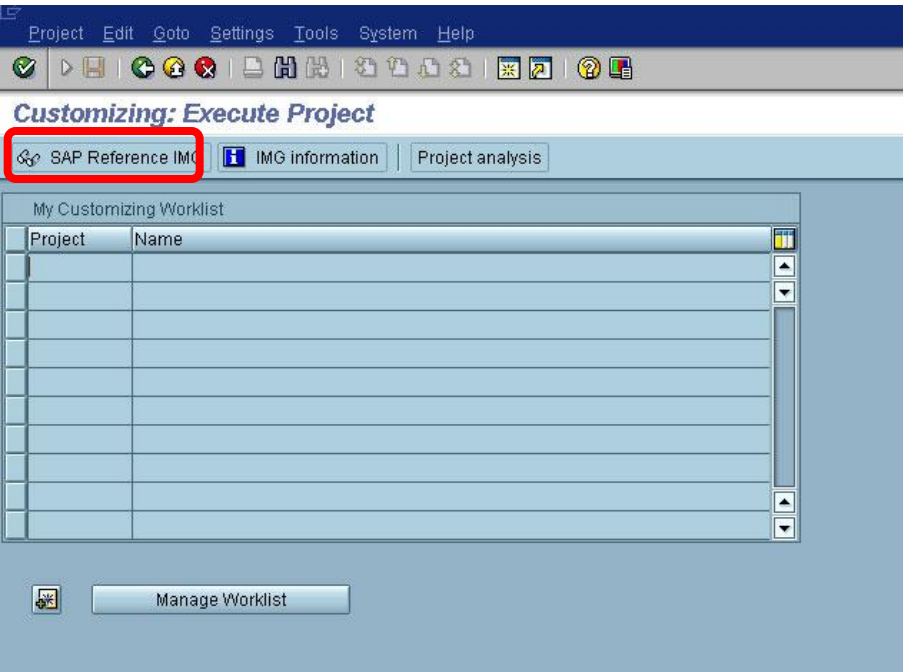 Project Edit Goto Settings Tools System Help
Customizing: Execute Project
SAP Reference IMG IMG information Project analysis
My Customizing Worklist
Project Name
Manage Worklist